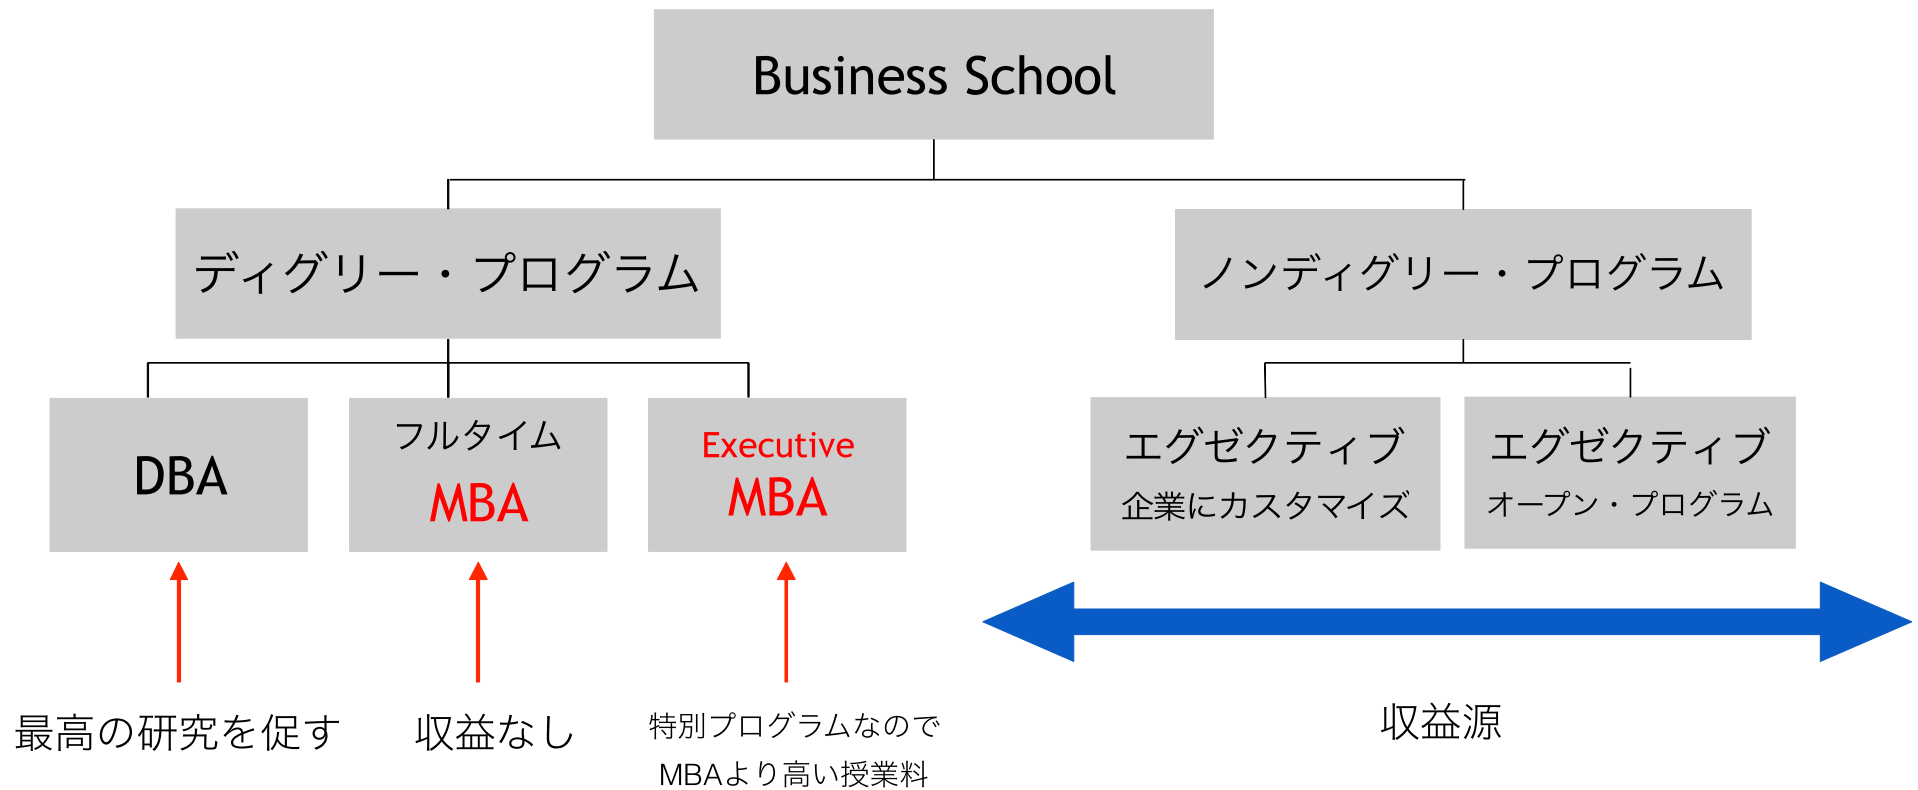 Business School
ディグリー・プログラム
ノンディグリー・プログラム
DBA
フルタイム
MBA
Executive
MBA
エグゼクティブ
企業にカスタマイズ
エグゼクティブ
オープン・プログラム
最高の研究を促す
収益なし
特別プログラムなので
MBAより高い授業料
収益源